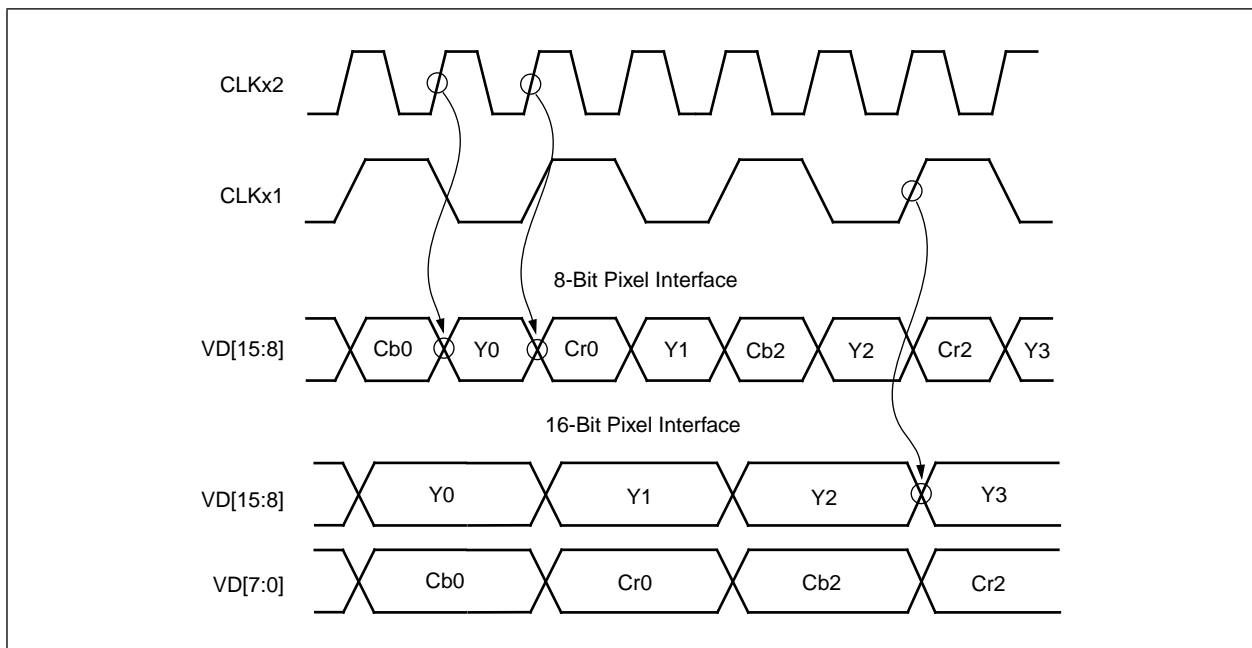 CLKx2
CLKx1
8-Bit Pixel Interface
VD[15:8] Cb0 Y0 Cr0 Y1 Cb2 Y2 Cr2 Y3
16-Bit Pixel Interface
VD[15:8] Y0 Y1 Y2 Y3
VD[7:0] Cb0 Cr0 Cb2 Cr2